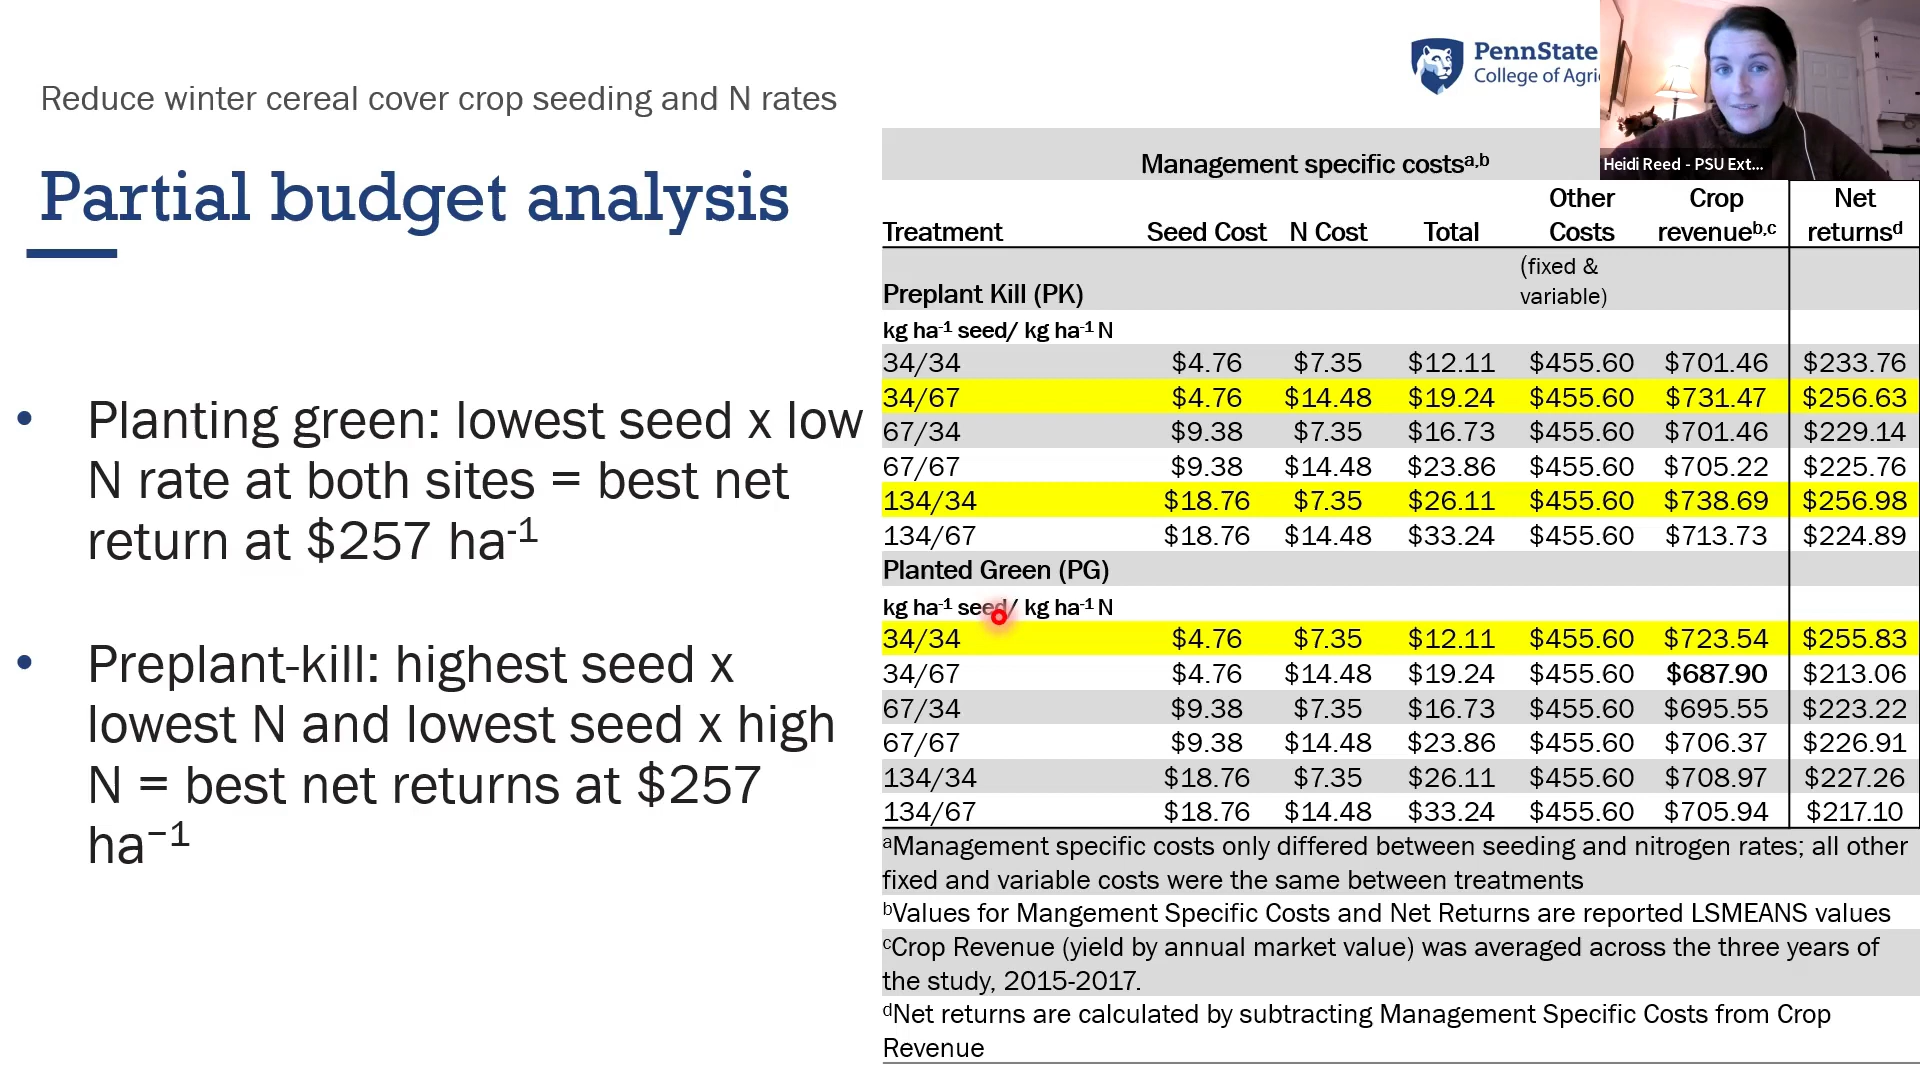 Reduce winter cereal cover crop seeding and N rates
Partial budget analysis
• Planting green: lowest seed x low
N rate at both sites = best net
return at $257 ha-1
• Preplant-kill: highest seed x
lowest N and lowest seed x high
N = best net returns at $257
ha−1
PennState
College of Agri
Heidi Reed - PSU Ext...
Management specific costsa,b
Treatment Seed Cost N Cost Total Other Costs Crop revenueb,c Net returnsd
Preplant Kill (PK) (fixed & variable)
kg ha-1 seed/ kg ha-1 N
34/34 $4.76 $7.35 $12.11 $455.60 $701.46 $233.76
34/67 $4.76 $14.48 $19.24 $455.60 $731.47 $256.63
67/34 $9.38 $7.35 $16.73 $455.60 $701.46 $229.14
67/67 $9.38 $14.48 $23.86 $455.60 $705.22 $225.76
134/34 $18.76 $7.35 $26.11 $455.60 $738.69 $256.98
134/67 $18.76 $14.48 $33.24 $455.60 $713.73 $224.89
Planted Green (PG)
kg ha-1 seed/ kg ha-1 N
34/34 $4.76 $7.35 $12.11 $455.60 $723.54 $255.83
34/67 $4.76 $14.48 $19.24 $455.60 $687.90 $213.06
67/34 $9.38 $7.35 $16.73 $455.60 $695.55 $223.22
67/67 $9.38 $14.48 $23.86 $455.60 $706.37 $226.91
134/34 $18.76 $7.35 $26.11 $455.60 $708.97 $227.26
134/67 $18.76 $14.48 $33.24 $455.60 $705.94 $217.10
aManagement specific costs only differed between seeding and nitrogen rates; all other
fixed and variable costs were the same between treatments
bValues for Mangement Specific Costs and Net Returns are reported LSMEANS values
cCrop Revenue (yield by annual market value) was averaged across the three years of
the study, 2015-2017.
dNet returns are calculated by subtracting Management Specific Costs from Crop
Revenue